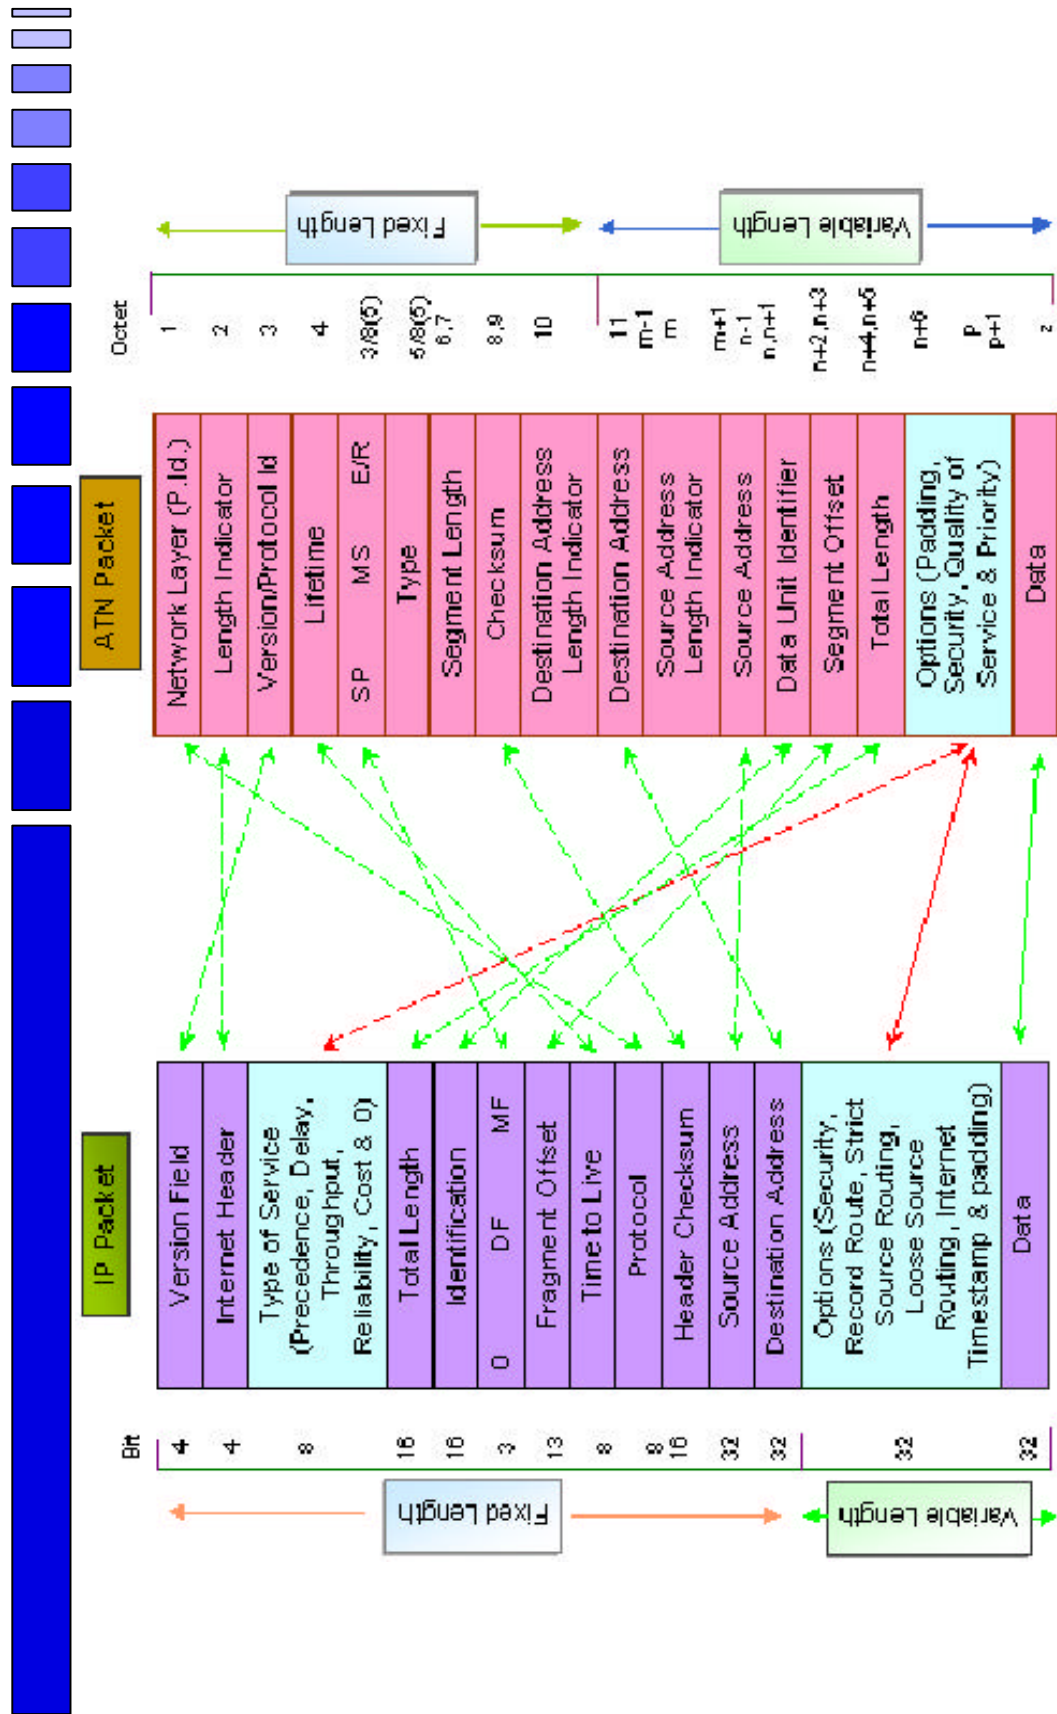 IP Packet
Bit
4
4
8
16
16
3
13
8
8
16
32
32
32
32
Fixed Length
Variable Length
Version Field
Internet Header
Type of Service
(Precedence, Delay,
Throughput,
Reliability, Cost & 0)
Total Length
Identification
0 DF MF
Fragment Offset
Time to Live
Protocol
Header Checksum
Source Address
Destination Address
Options (Security,
Record Route, Strict
Source Routing,
Loose Source
Routing, Internet
Timestamp & padding)
Data
ATN Packet
Network Layer (P.Id.)
Length Indicator
Version/Protocol Id
Lifetime
SP MS E/R
Type
Segment Length
Checksum
Destination Address
Length Indicator
Destination Address
Source Address
Length Indicator
Source Address
Data Unit Identifier
Segment Offset
Total Length
Options (Padding,
Security, Quality of
Service & Priority)
Data
Octet
1
2
3
4
3/8(5)
5/8(5)
6,7
8,9
10
11
m-1
m
m+1
n-1
n,n+1
n+2,n+3
n+4,n+5
n+6
p
p+1
z
Fixed Length
Variable Length